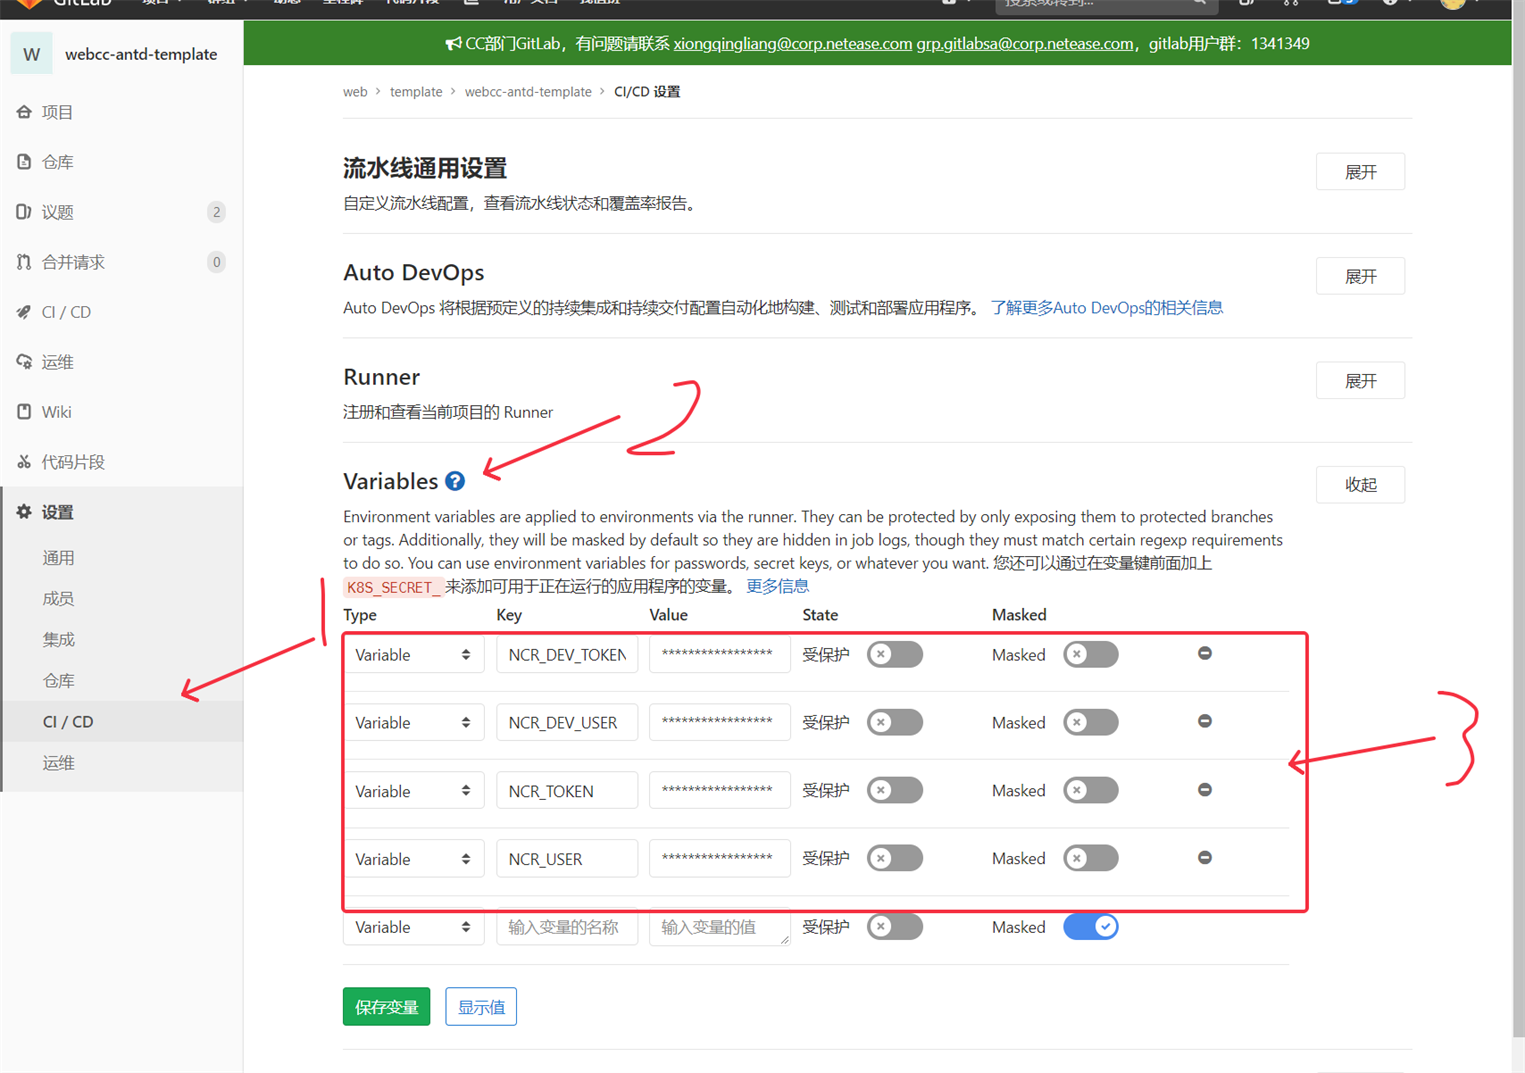 GitLab
搜索或转到...
W webcc-antd-template
CC部门GitLab，有问题请联系 xiongqingliang@corp.netease.com grp.gitlabsa@corp.netease.com，gitlab用户群：1341349
项目
仓库
议题 2
合并请求 0
CI / CD
运维
Wiki
代码片段
设置
通用
成员
集成
仓库
CI / CD
运维
web > template > webcc-antd-template > CI/CD 设置
流水线通用设置
展开
自定义流水线配置，查看流水线状态和覆盖率报告。
Auto DevOps
展开
Auto DevOps 将根据预定义的持续集成和持续交付配置自动化地构建、测试和部署应用程序。 了解更多Auto DevOps的相关信息
Runner
展开
注册和查看当前项目的 Runner
2
Variables ?
收起
Environment variables are applied to environments via the runner. They can be protected by only exposing them to protected branches
or tags. Additionally, they will be masked by default so they are hidden in job logs, though they must match certain regexp requirements
to do so. You can use environment variables for passwords, secret keys, or whatever you want. 您还可以通过在变量键前面加上
K8S_SECRET_ 来添加可用于正在运行的应用程序的变量。 更多信息
1
Type Key Value State Masked
Variable NCR_DEV_TOKEN ***************** 受保护 Masked
Variable NCR_DEV_USER ***************** 受保护 Masked
3
Variable NCR_TOKEN ***************** 受保护 Masked
Variable NCR_USER ***************** 受保护 Masked
Variable 输入变量的名称 输入变量的值 受保护 Masked
保存变量 显示值